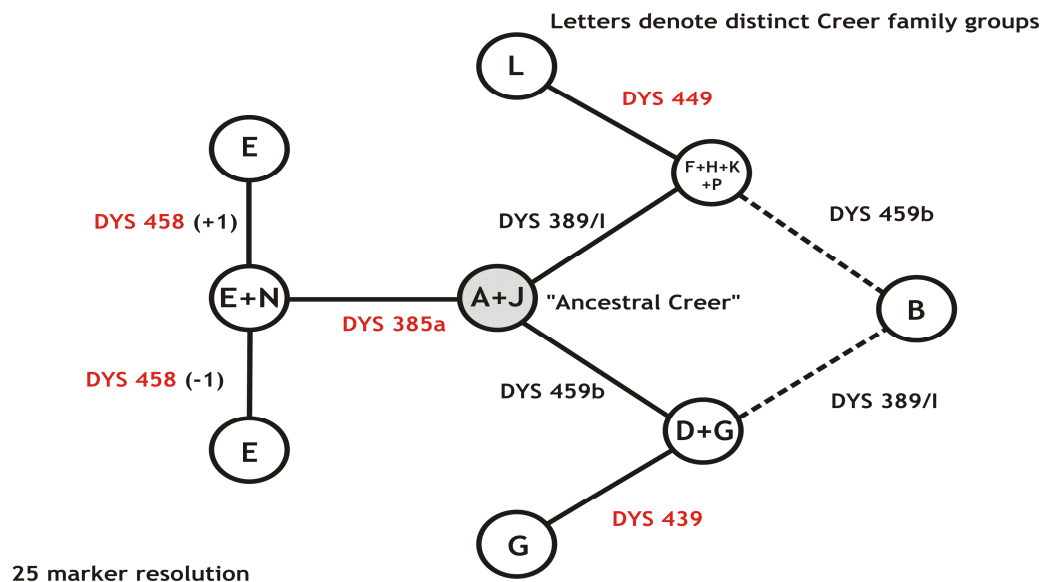 Letters denote distinct Creer family groups
L
DYS 449
E
F+H+K
+P
DYS 458 (+1)
DYS 389/I
DYS 459b
E+N
A+J
"Ancestral Creer"
B
DYS 385a
DYS 458 (-1)
DYS 459b
DYS 389/I
D+G
E
DYS 439
G
25 marker resolution